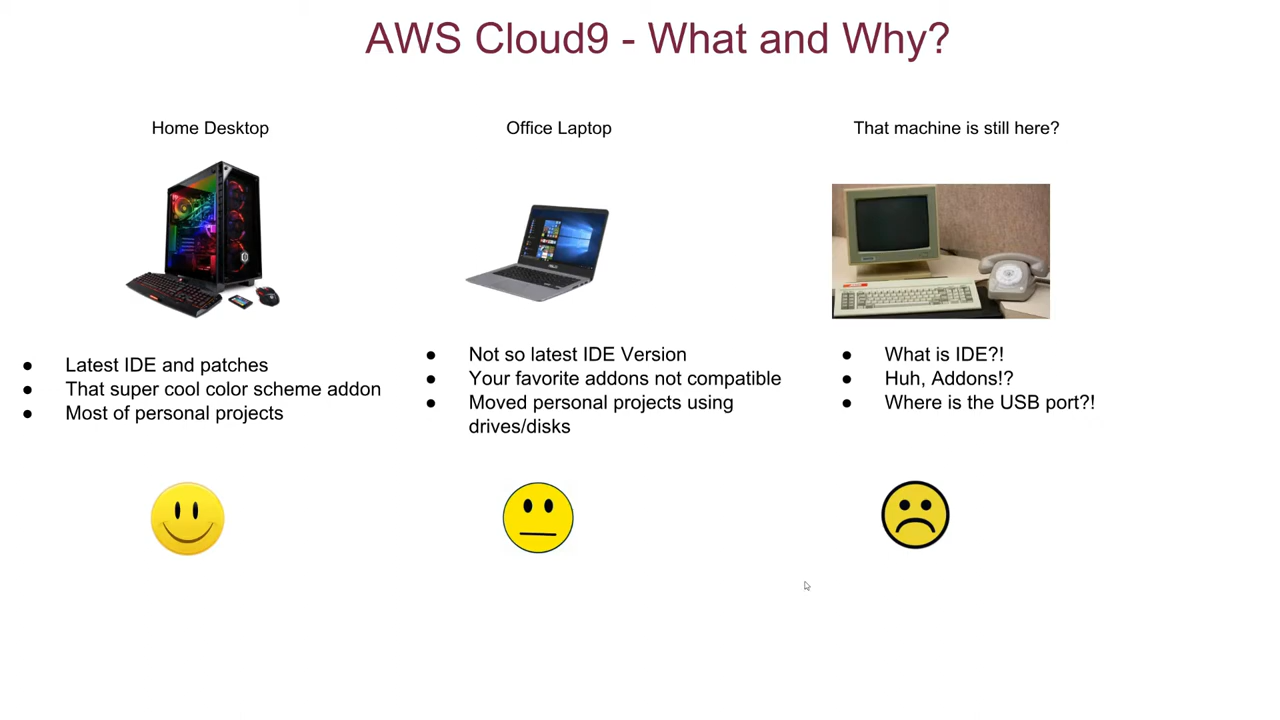 AWS Cloud9 - What and Why?
Home Desktop
Latest IDE and patches
That super cool color scheme addon
Most of personal projects
Office Laptop
Not so latest IDE Version
Your favorite addons not compatible
Moved personal projects using
drives/disks
That machine is still here?
What is IDE?!
Huh, Addons!?
Where is the USB port?!